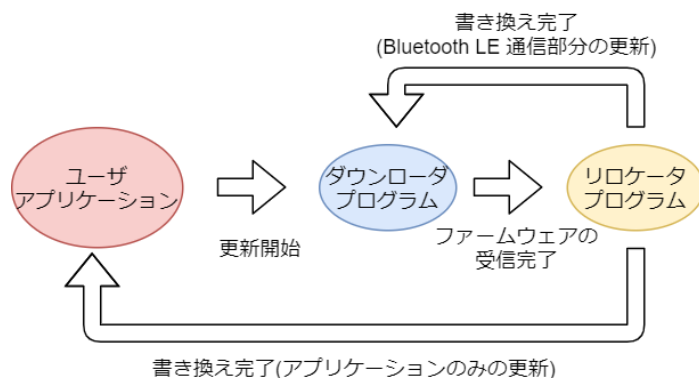 書き換え完了
(Bluetooth LE 通信部分の更新)
ユーザ
アプリケーション
ダウンローダ
プログラム
リロケータ
プログラム
更新開始
ファームウェアの
受信完了
書き換え完了(アプリケーションのみの更新)